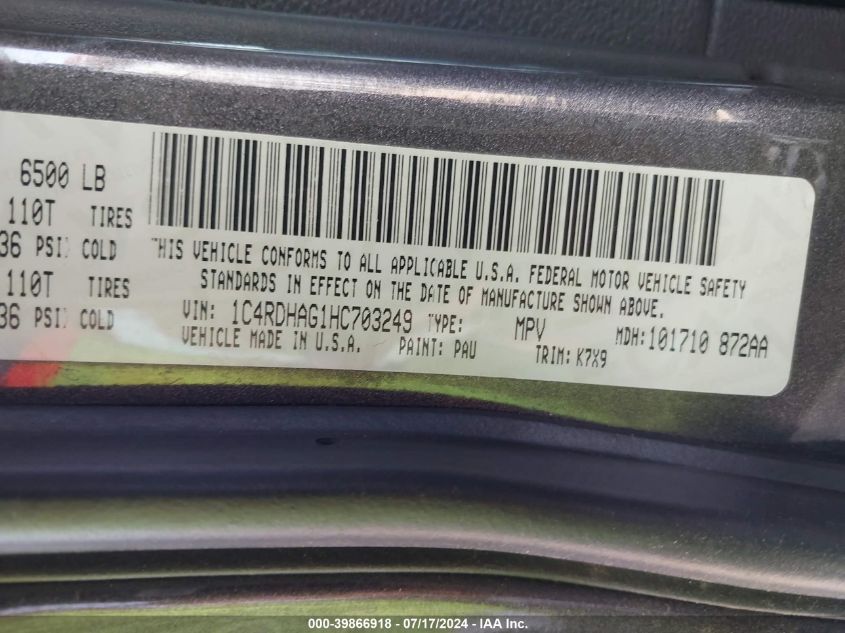 6500 LB
110T TIRES
36 PSI COLD
110T TIRES
36 PSI COLD
THIS VEHICLE CONFORMS TO ALL APPLICABLE U.S.A. FEDERAL MOTOR VEHICLE SAFETY
STANDARDS IN EFFECT ON THE DATE OF MANUFACTURE SHOWN ABOVE.
VIN: 1C4RDHAG1HC703249 TYPE: MPV MDH:101710 872AA
VEHICLE MADE IN U.S.A. PAINT: PAU TRIM: K7X9
000-39866918 - 07/17/2024 - IAA Inc.